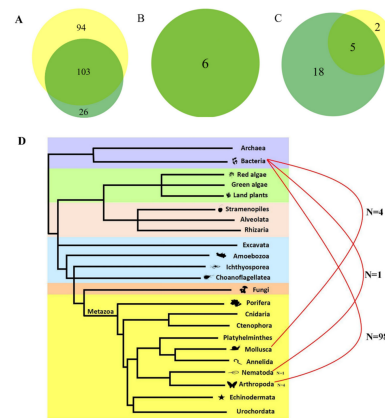 A
B
C
94
103
26
6
2
5
18
D
Archaea
Bacteria
Red algae
Green algae
Land plants
Stramenopiles
Alveolata
Rhizaria
Excavata
Amoebozoa
Ichthyosporea
Choanoflagellatea
Fungi
Metazoa
Porifera
Cnidaria
Ctenophora
Platyhelminthes
Mollusca
Annelida
Nematoda
Arthropoda
Echinodermata
Urochordata
N=4
N=1
N=98